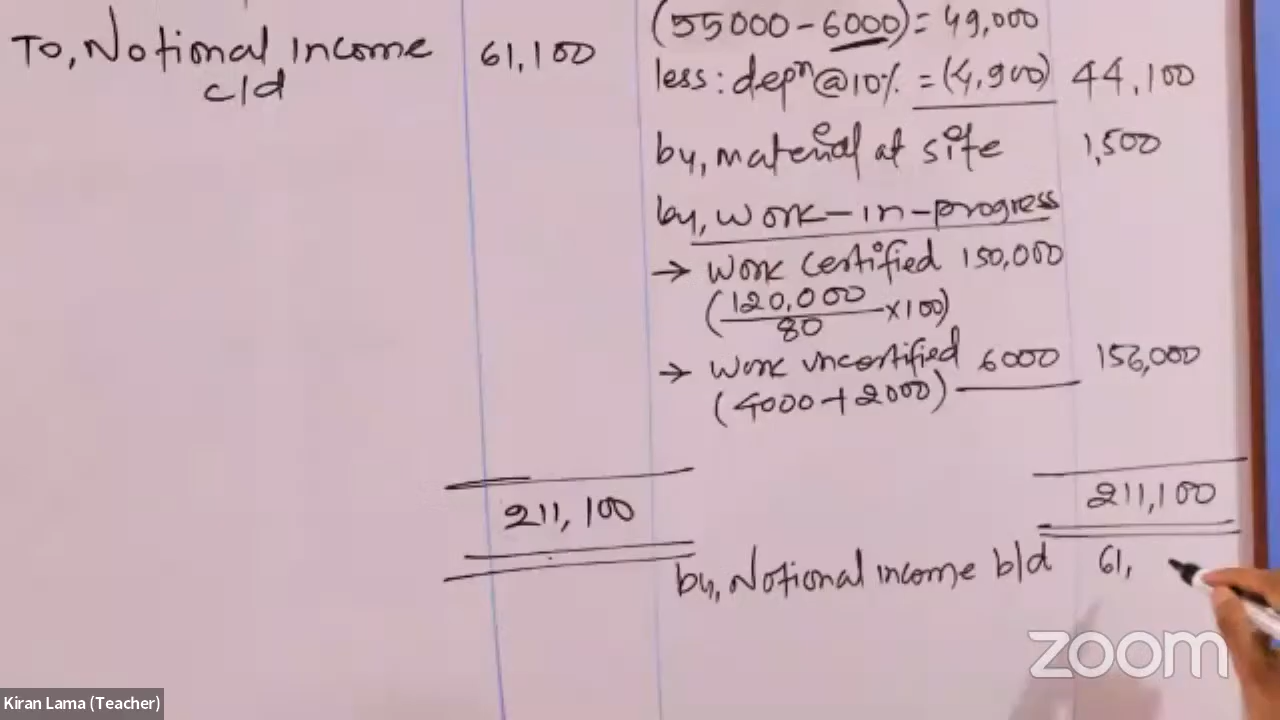 To, Notional income 61,100
c/d
(55000-6000) = 49,000
less: depn @10% = (4,900) 44,100
by, material at site 1,500
by, work-in-progress
→ Work certified 150,000
(120,000/80 ×100)
→ Work uncertified 6000 156,000
(4000+2000)
211,100 211,100
by, Notional income b/d 61,
zoom
Kiran Lama (Teacher)